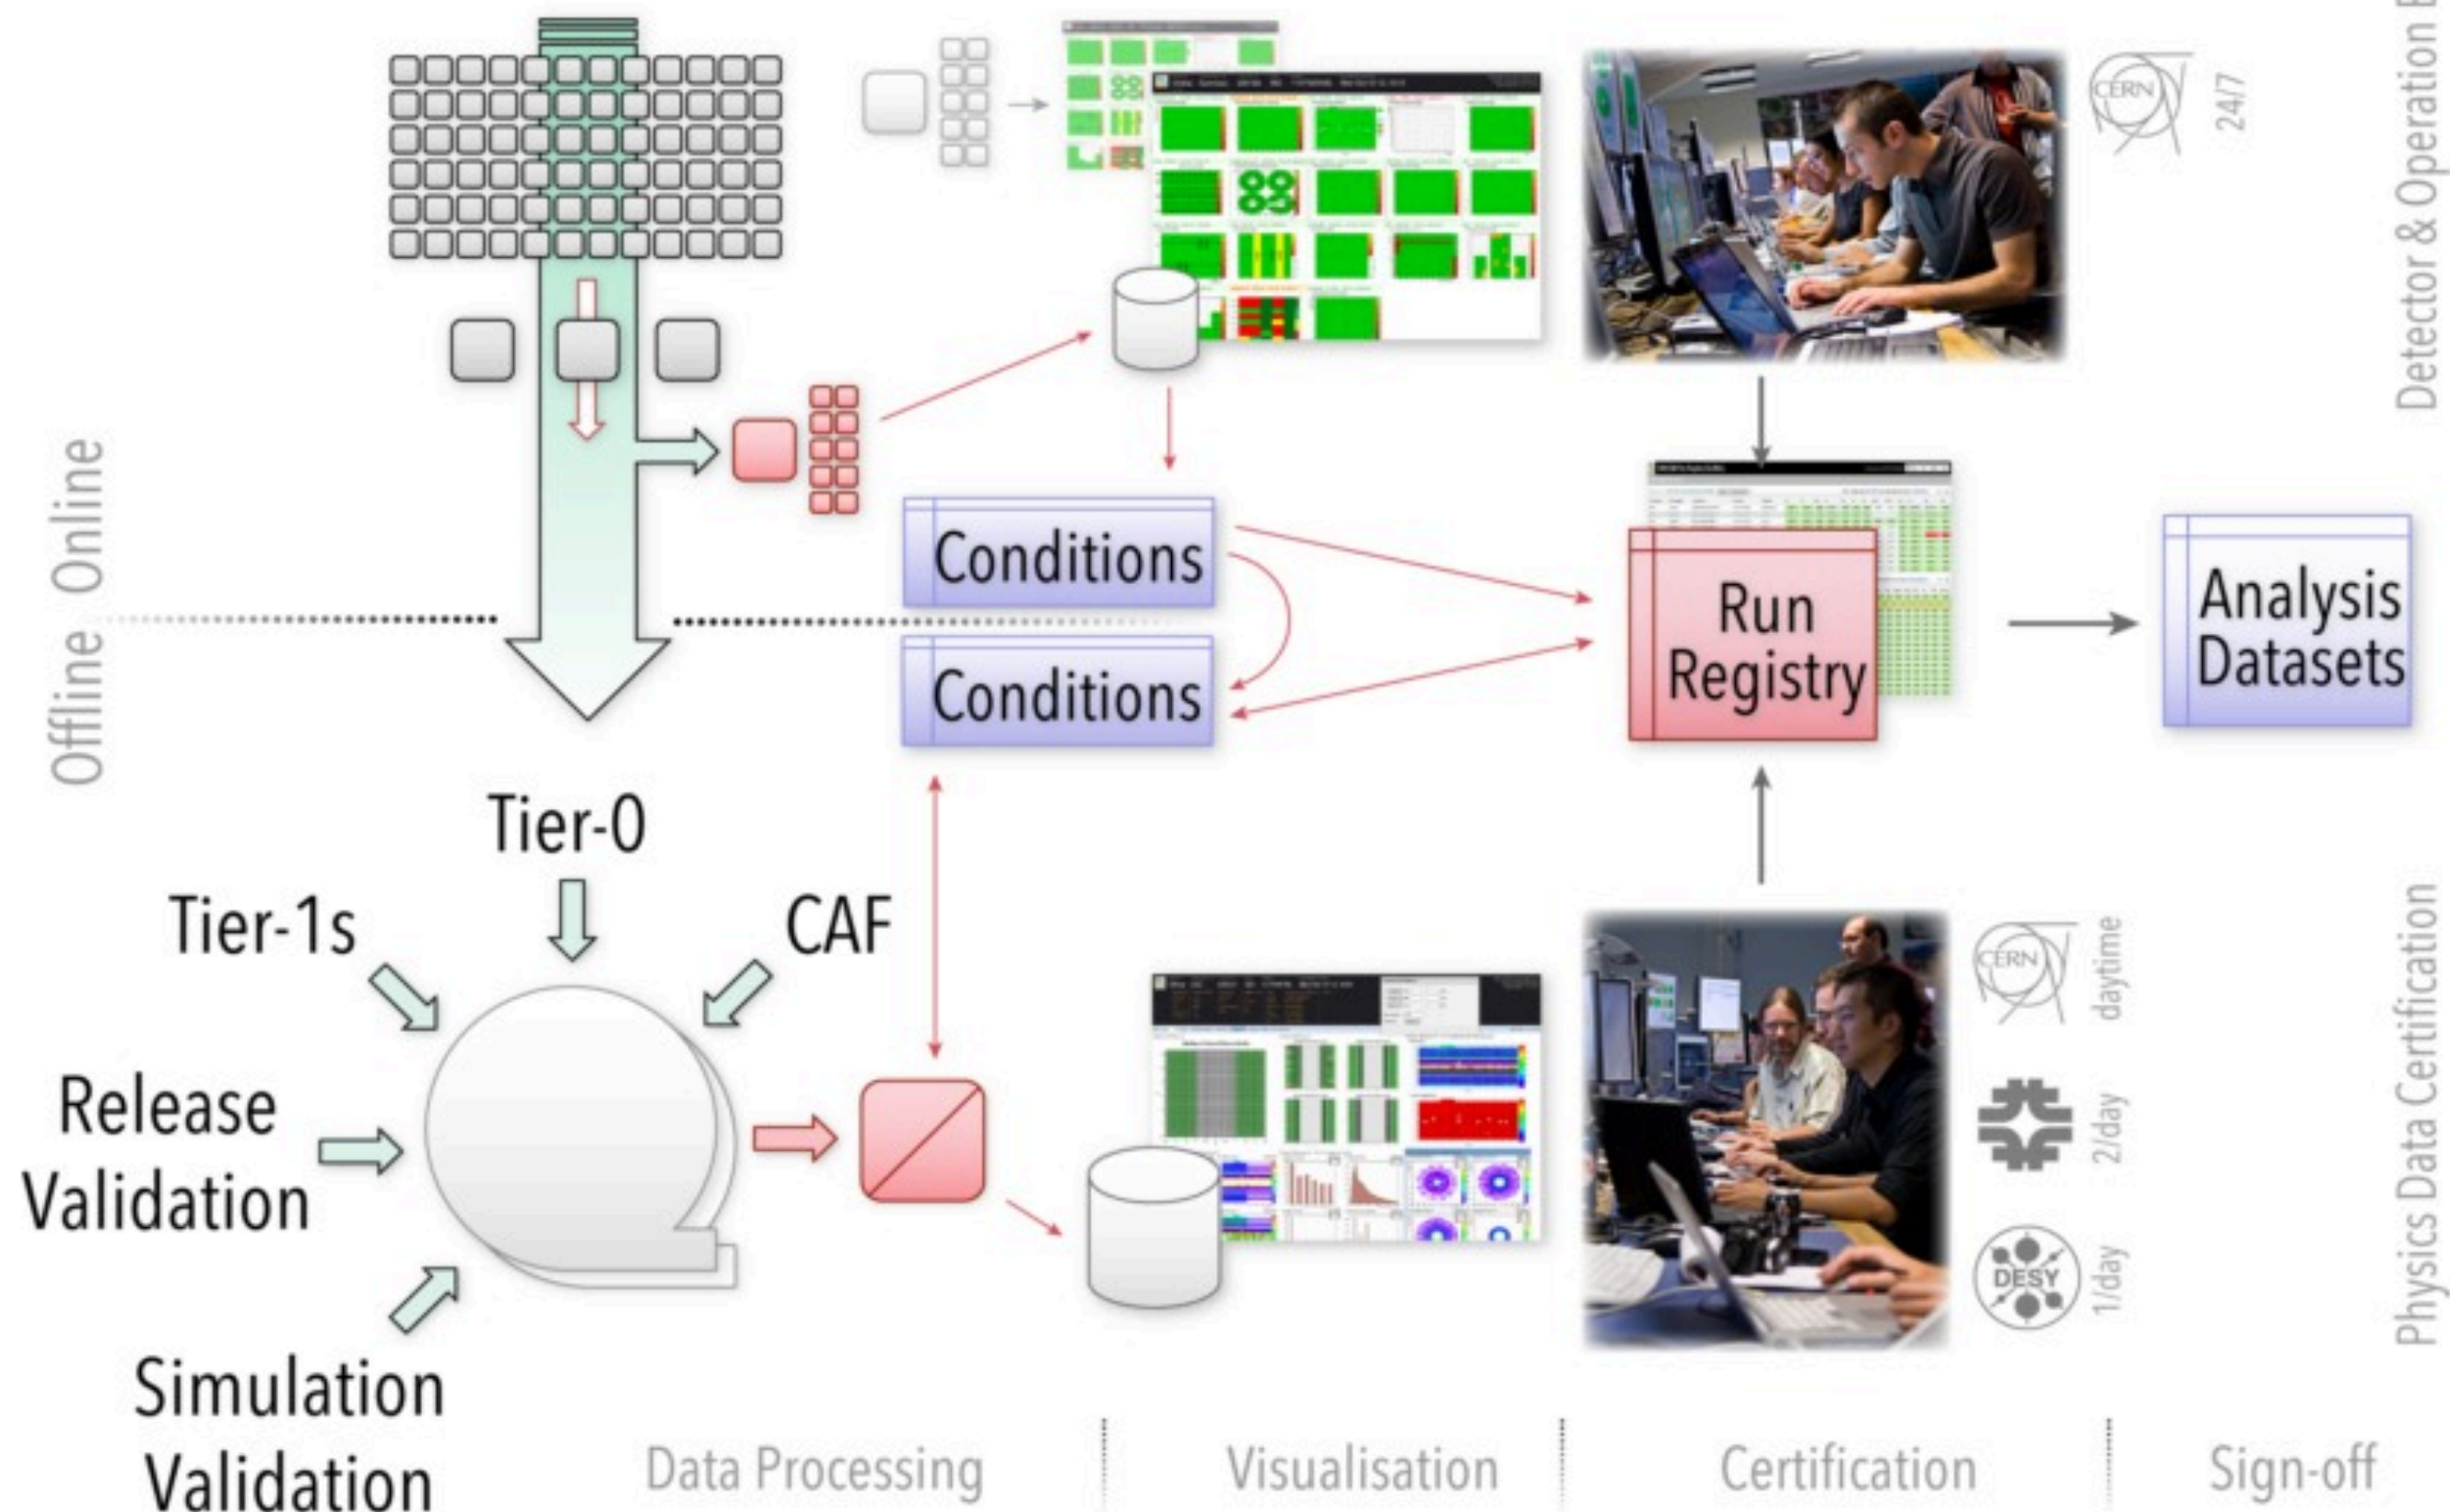 CERN
24/7
Detector & Operation
Online
Offline
Conditions
Conditions
Run
Registry
Analysis
Datasets
Tier-0
Tier-1s
CAF
Release
Validation
Simulation
Validation
CERN
daytime
2/day
DESY
1/day
Physics Data Certification
Data Processing
Visualisation
Certification
Sign-off